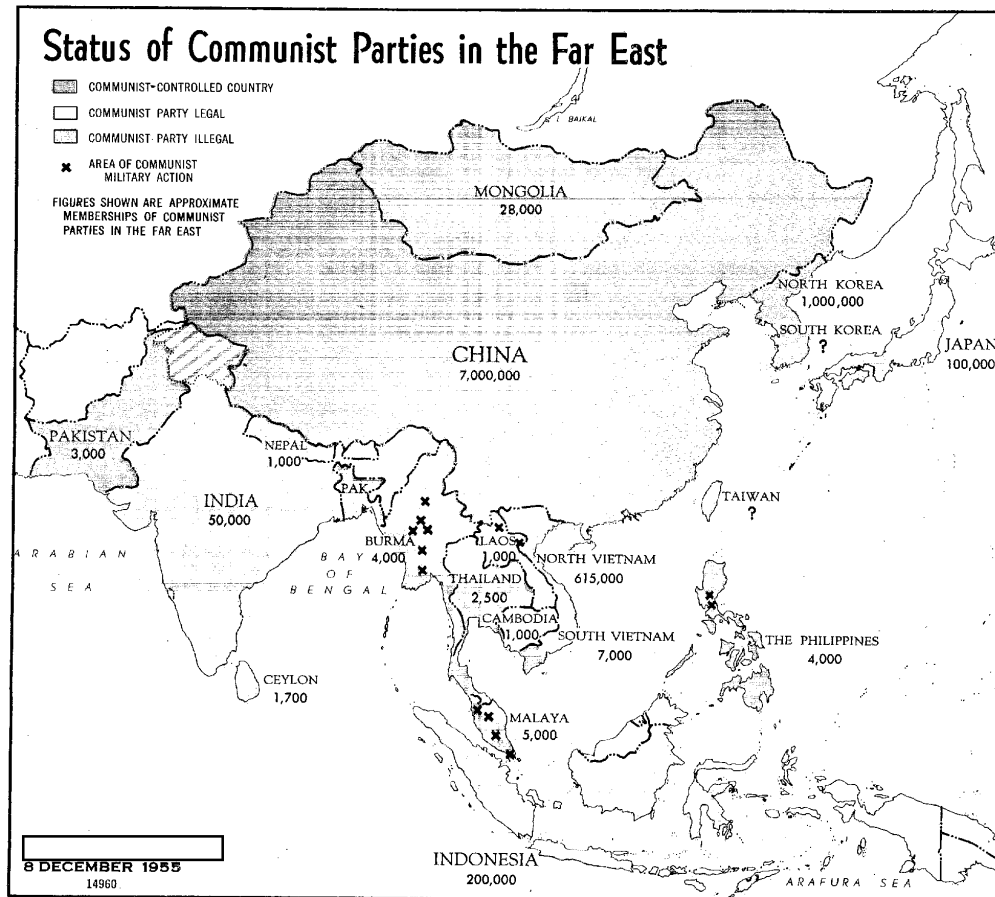 Status of Communist Parties in the Far East
COMMUNIST-CONTROLLED COUNTRY
COMMUNIST PARTY LEGAL
COMMUNIST PARTY ILLEGAL
AREA OF COMMUNIST
MILITARY ACTION
FIGURES SHOWN ARE APPROXIMATE
MEMBERSHIPS OF COMMUNIST
PARTIES IN THE FAR EAST
L. BAIKAL
MONGOLIA
28,000
NORTH KOREA
1,000,000
SOUTH KOREA
?
JAPAN
100,000
CHINA
7,000,000
PAKISTAN
3,000
NEPAL
1,000
PAK.
INDIA
50,000
TAIWAN
?
BURMA
4,000
LAOS
1,000
NORTH VIETNAM
615,000
ARABIAN
SEA
BAY
OF
BENGAL
THAILAND
2,500
CAMBODIA
1,000
SOUTH VIETNAM
7,000
THE PHILIPPINES
4,000
CEYLON
1,700
MALAYA
5,000
INDONESIA
200,000
ARAFURA SEA
8 DECEMBER 1955
14960